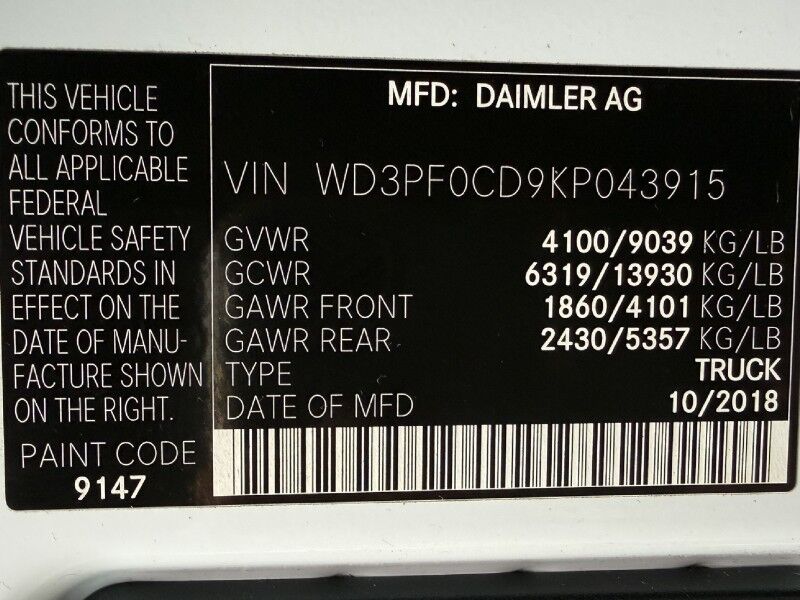 THIS VEHICLE
CONFORMS TO
ALL APPLICABLE
FEDERAL
VEHICLE SAFETY
STANDARDS IN
EFFECT ON THE
DATE OF MANU-
FACTURE SHOWN
ON THE RIGHT.
PAINT CODE
9147
MFD: DAIMLER AG
VIN WD3PF0CD9KP043915
GVWR 4100/9039 KG/LB
GCWR 6319/13930 KG/LB
GAWR FRONT 1860/4101 KG/LB
GAWR REAR 2430/5357 KG/LB
TYPE TRUCK
DATE OF MFD 10/2018